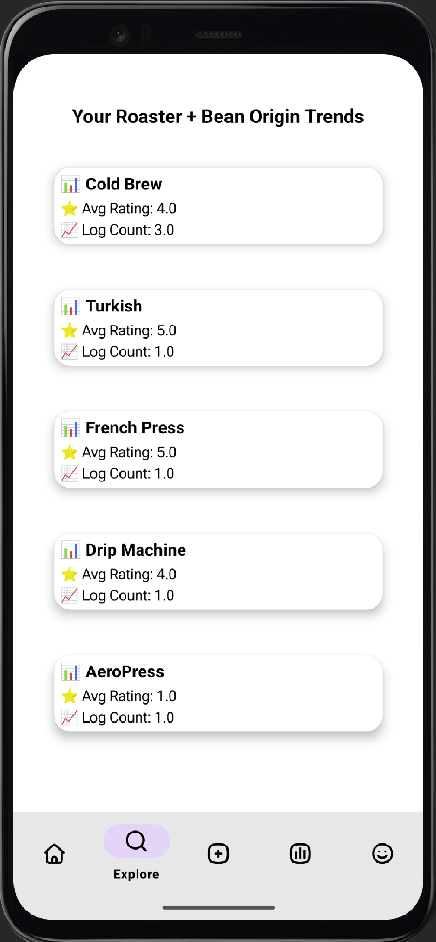 Your Roaster + Bean Origin Trends
Cold Brew
Avg Rating: 4.0
Log Count: 3.0
Turkish
Avg Rating: 5.0
Log Count: 1.0
French Press
Avg Rating: 5.0
Log Count: 1.0
Drip Machine
Avg Rating: 4.0
Log Count: 1.0
AeroPress
Avg Rating: 1.0
Log Count: 1.0
Explore